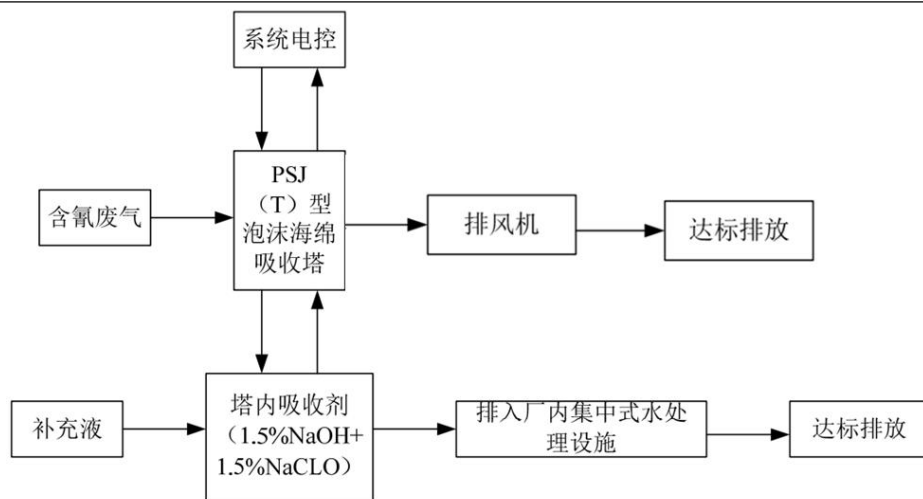 系统电控
PSJ
（T）型
泡沫海绵
吸收塔
含氰废气
排风机
达标排放
塔内吸收剂
（1.5%NaOH+
1.5%NaCLO）
补充液
排入厂内集中式水处
理设施
达标排放